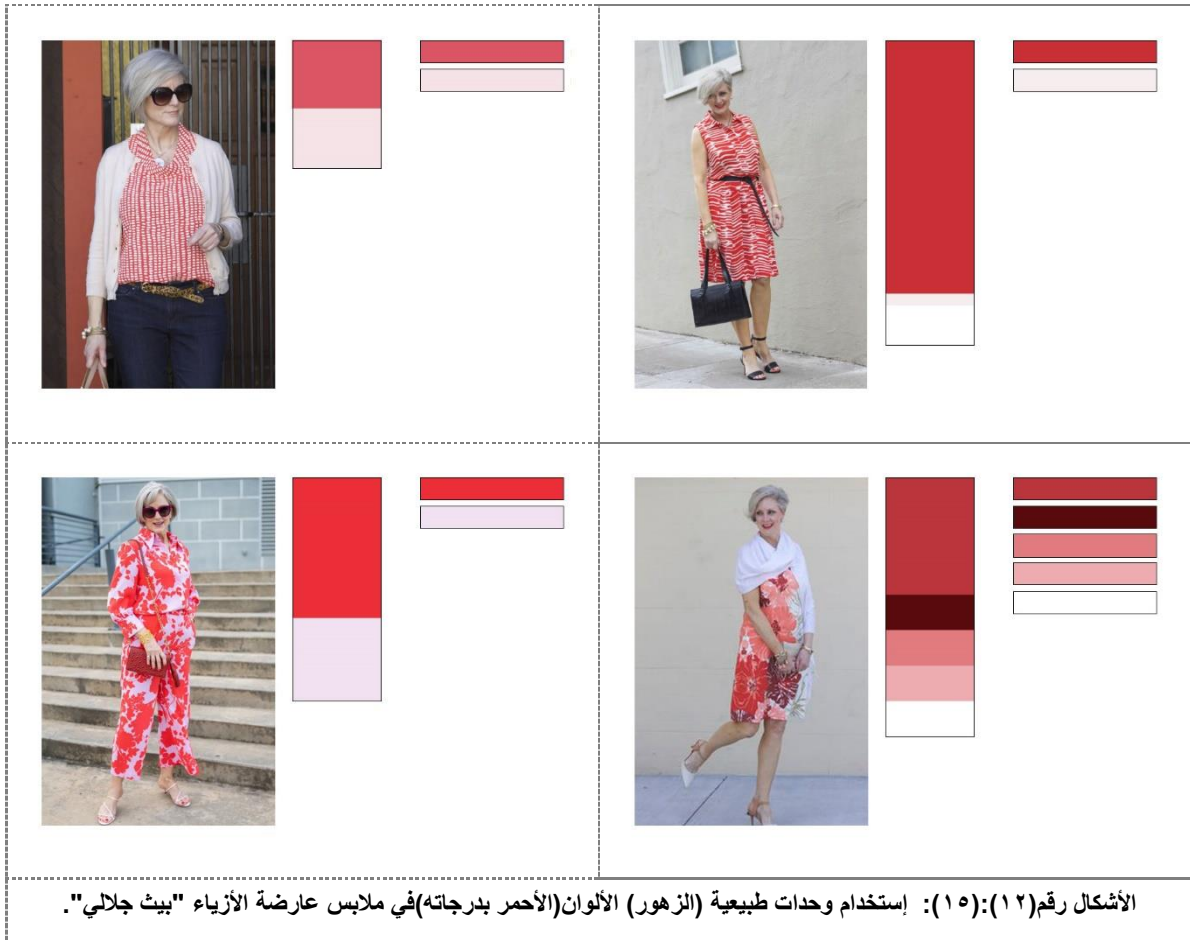 الأشكال رقم(١٢):(١٥): إستخدام وحدات طبيعية (الزهور) الألوان(الأحمر بدرجاته)في ملابس عارضة الأزياء "بيث جلالي".